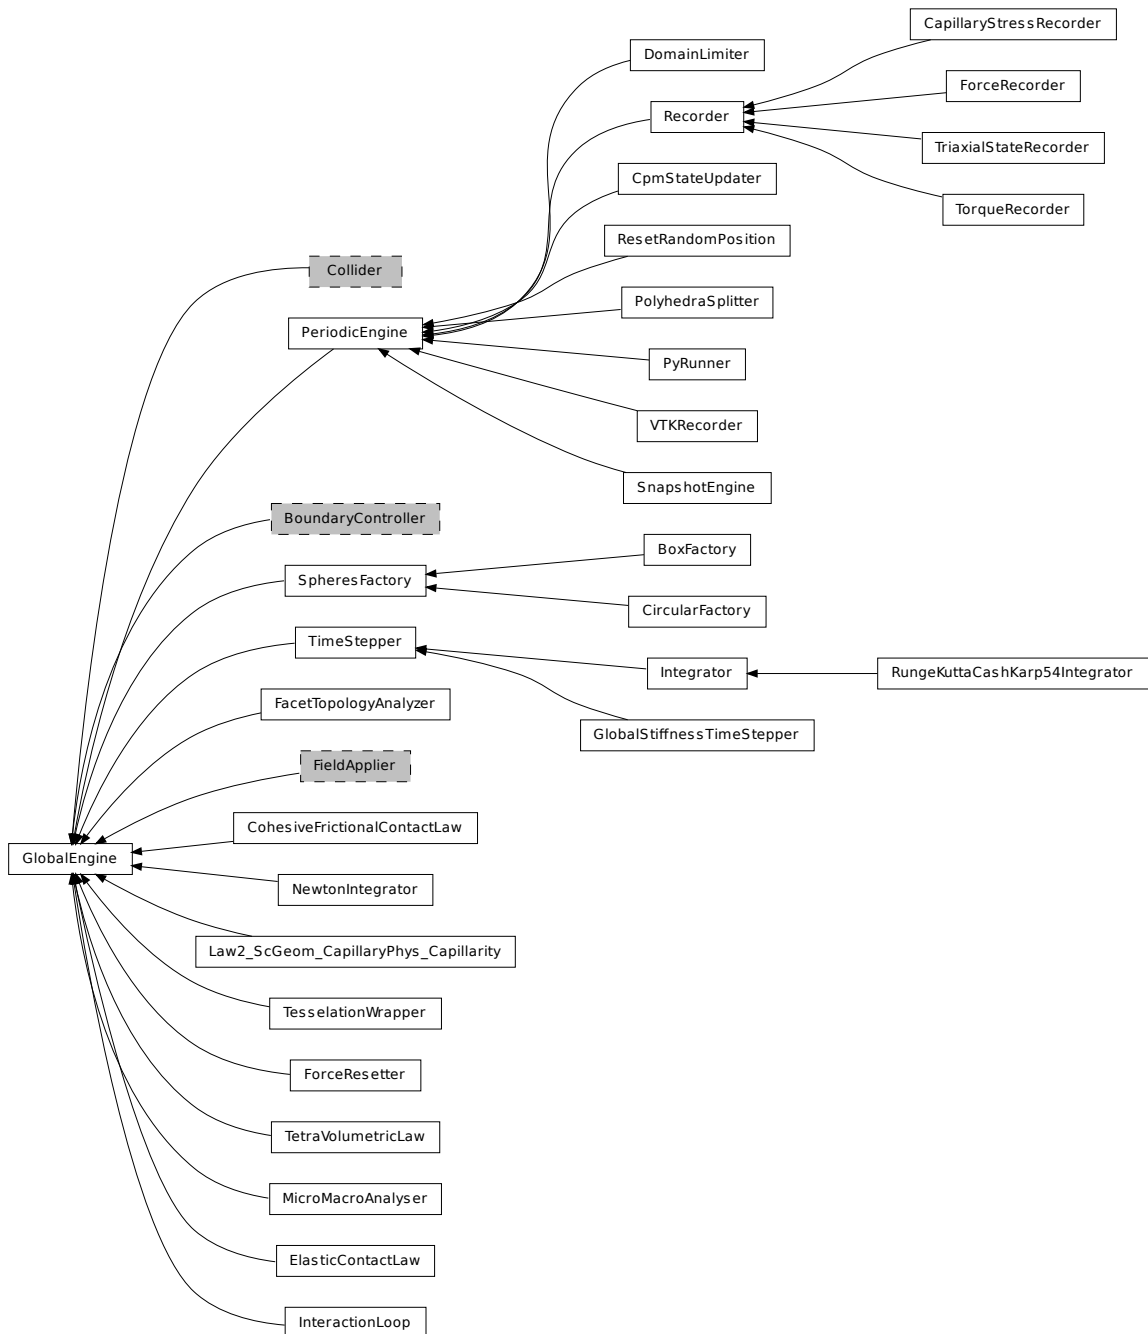 CapillaryStressRecorder
DomainLimiter
ForceRecorder
Recorder
TriaxialStateRecorder
CpmStateUpdater
TorqueRecorder
ResetRandomPosition
Collider
PolyhedraSplitter
PeriodicEngine
PyRunner
VTKRecorder
SnapshotEngine
BoundaryController
BoxFactory
SpheresFactory
CircularFactory
TimeStepper
Integrator
RungeKuttaCashKarp54Integrator
FacetTopologyAnalyzer
GlobalStiffnessTimeStepper
FieldApplier
CohesiveFrictionalContactLaw
GlobalEngine
NewtonIntegrator
Law2_ScGeom_CapillaryPhys_Capillarity
TesselationWrapper
ForceResetter
TetraVolumetricLaw
MicroMacroAnalyser
ElasticContactLaw
InteractionLoop